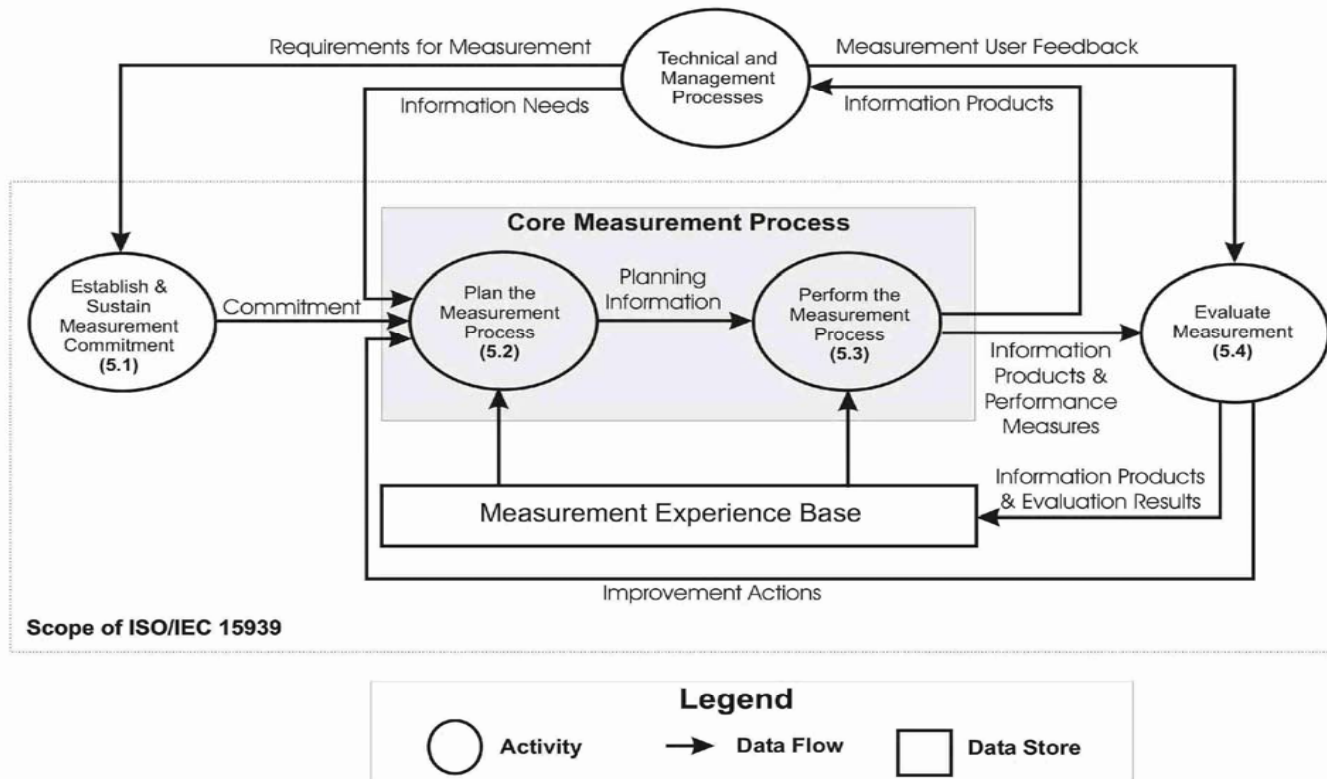 Requirements for Measurement
Measurement User Feedback
Technical and
Management
Processes
Information Needs
Information Products
Core Measurement Process
Establish &
Sustain
Measurement
Commitment
(5.1)
Commitment
Plan the
Measurement
Process
(5.2)
Planning
Information
Perform the
Measurement
Process
(5.3)
Evaluate
Measurement
(5.4)
Information
Products &
Performance
Measures
Information Products
& Evaluation Results
Measurement Experience Base
Improvement Actions
Scope of ISO/IEC 15939
Legend
Activity
Data Flow
Data Store